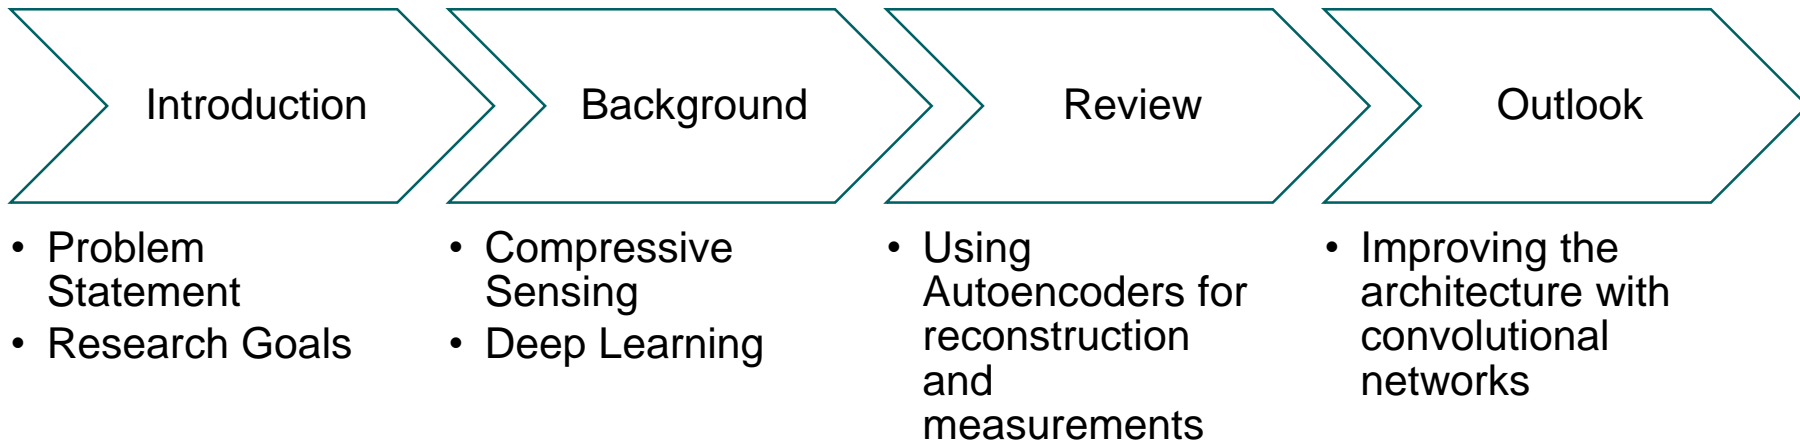 Introduction
• Problem
Statement
• Research Goals
Background
• Compressive
Sensing
• Deep Learning
Review
• Using
Autoencoders for
reconstruction
and
measurements
Outlook
• Improving the
architecture with
convolutional
networks